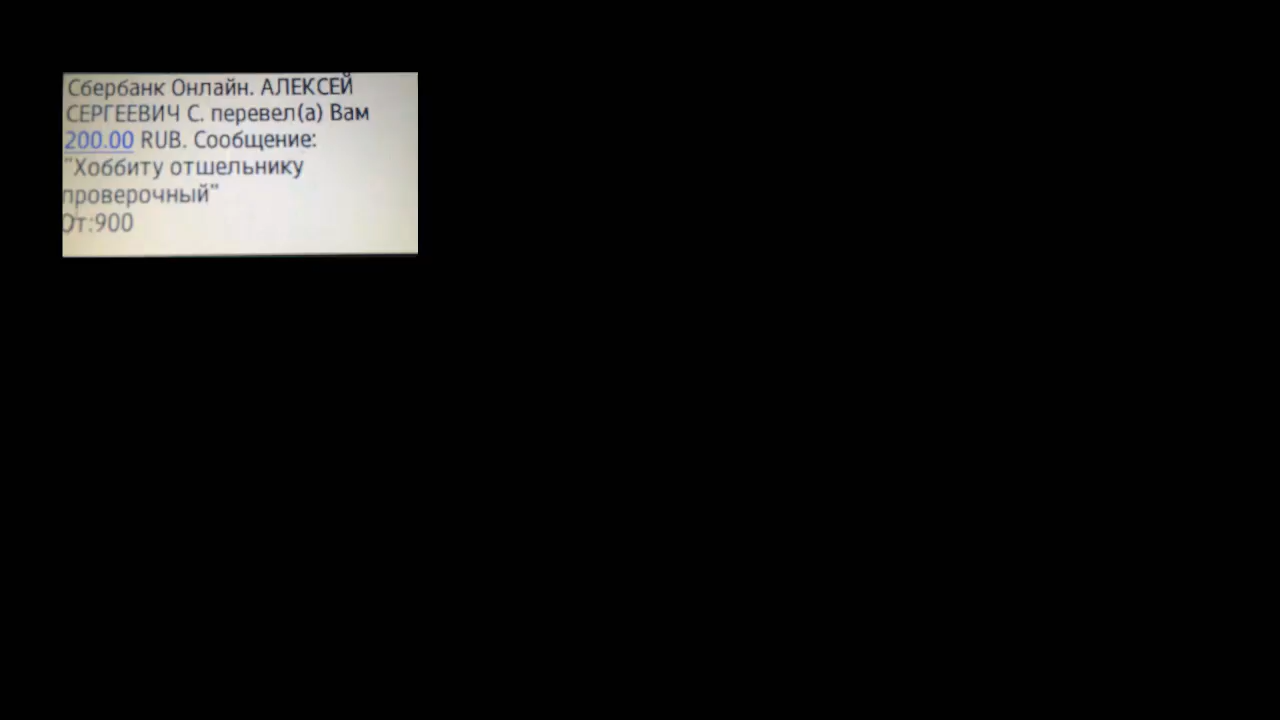 Сбербанк Онлайн. АЛЕКСЕЙ
СЕРГЕЕВИЧ С. перевел(а) Вам
200.00 RUB. Сообщение:
"Хоббиту отшельнику
проверочный"
От:900